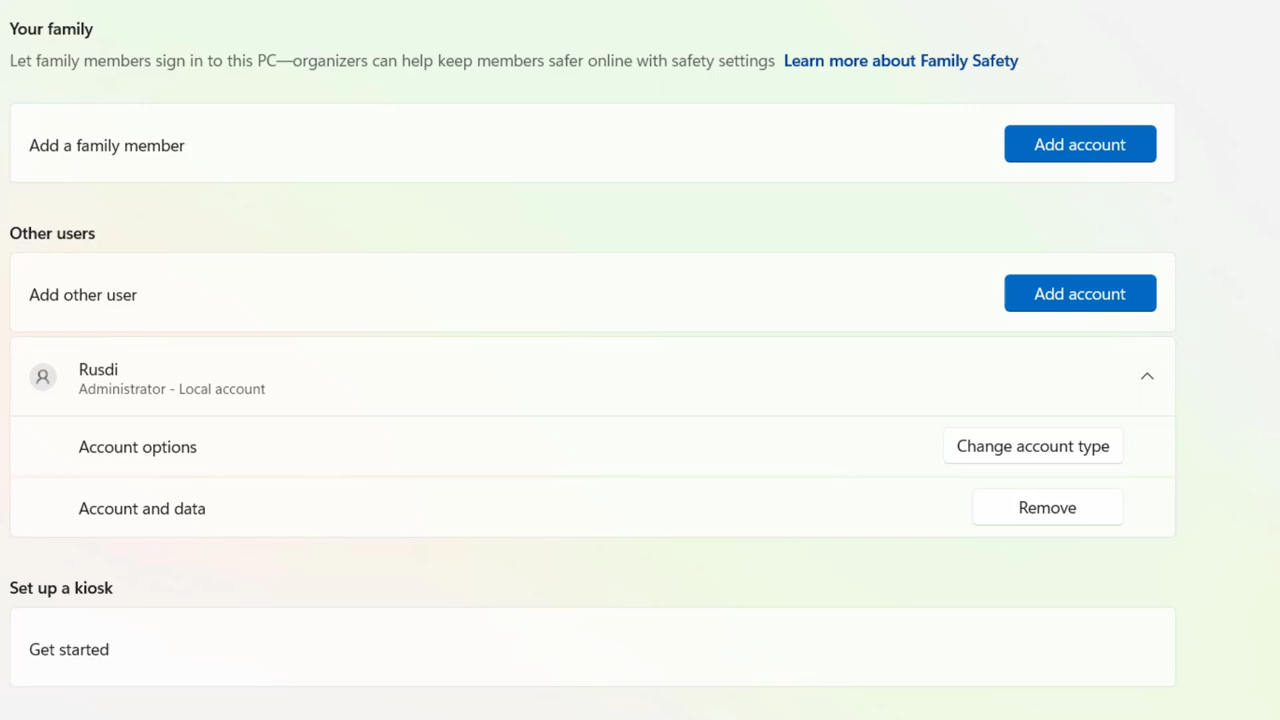 Your family
Let family members sign in to this PC—organizers can help keep members safer online with safety settings Learn more about Family Safety
Add a family member
Add account
Other users
Add other user
Add account
Rusdi
Administrator - Local account
Account options
Change account type
Account and data
Remove
Set up a kiosk
Get started